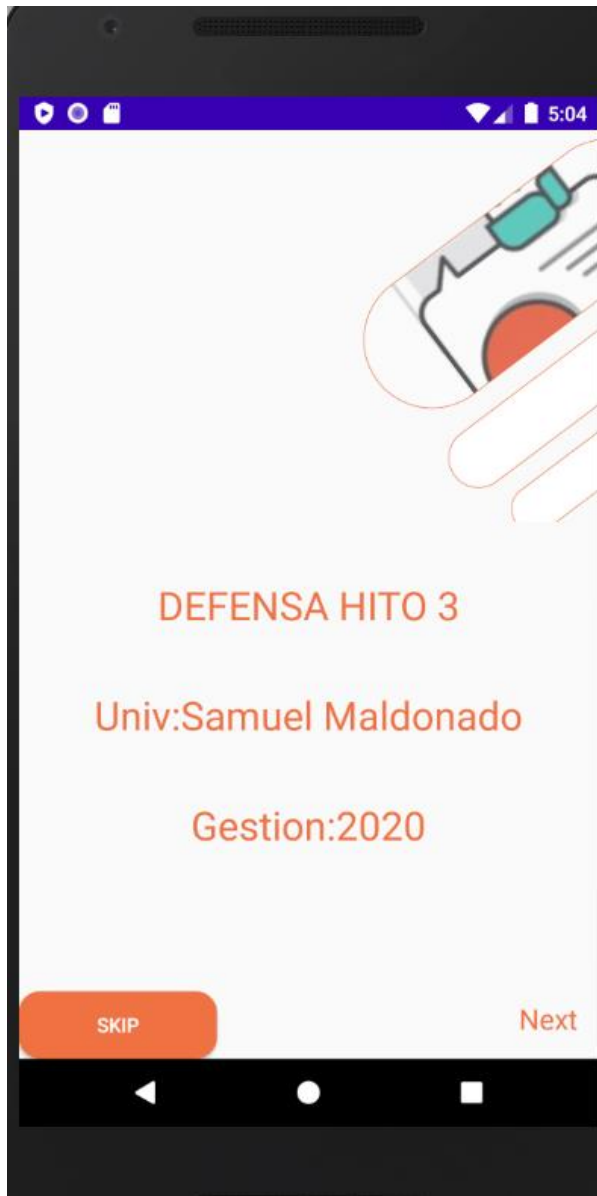 5:04
DEFENSA HITO 3
Univ:Samuel Maldonado
Gestion:2020
SKIP
Next